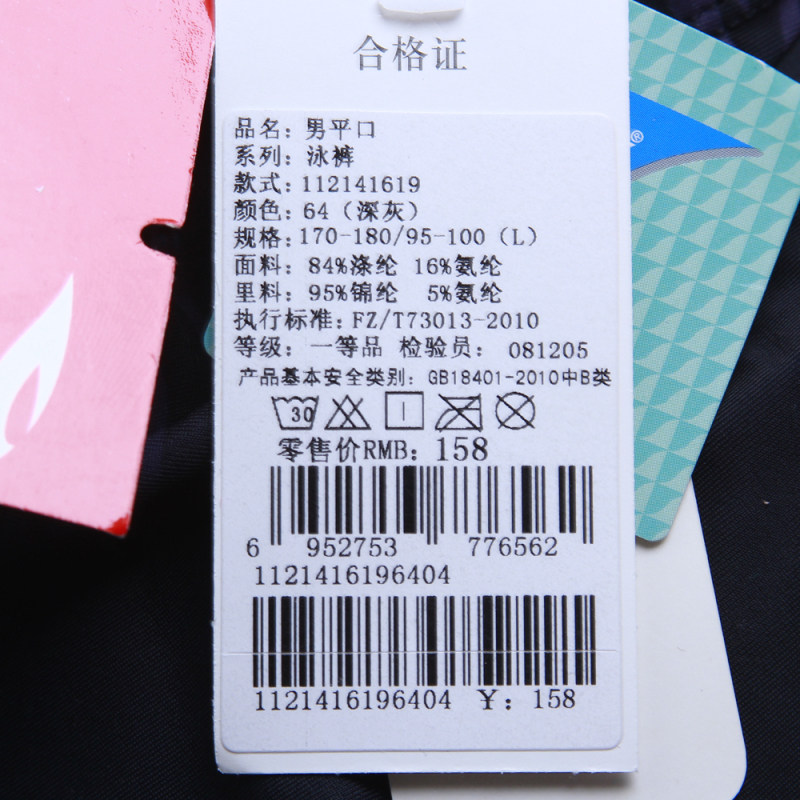 合格证
品名：男平口
系列：泳裤
款式：112141619
颜色：64（深灰）
规格：170-180/95-100（L）
面料：84%涤纶 16%氨纶
里料：95%锦纶 5%氨纶
执行标准：FZ/T73013-2010
等级：一等品 检验员：081205
产品基本安全类别：GB18401-2010中B类
30
零售价RMB：158
6 952753 776562
1121416196404
1121416196404 ¥：158
®